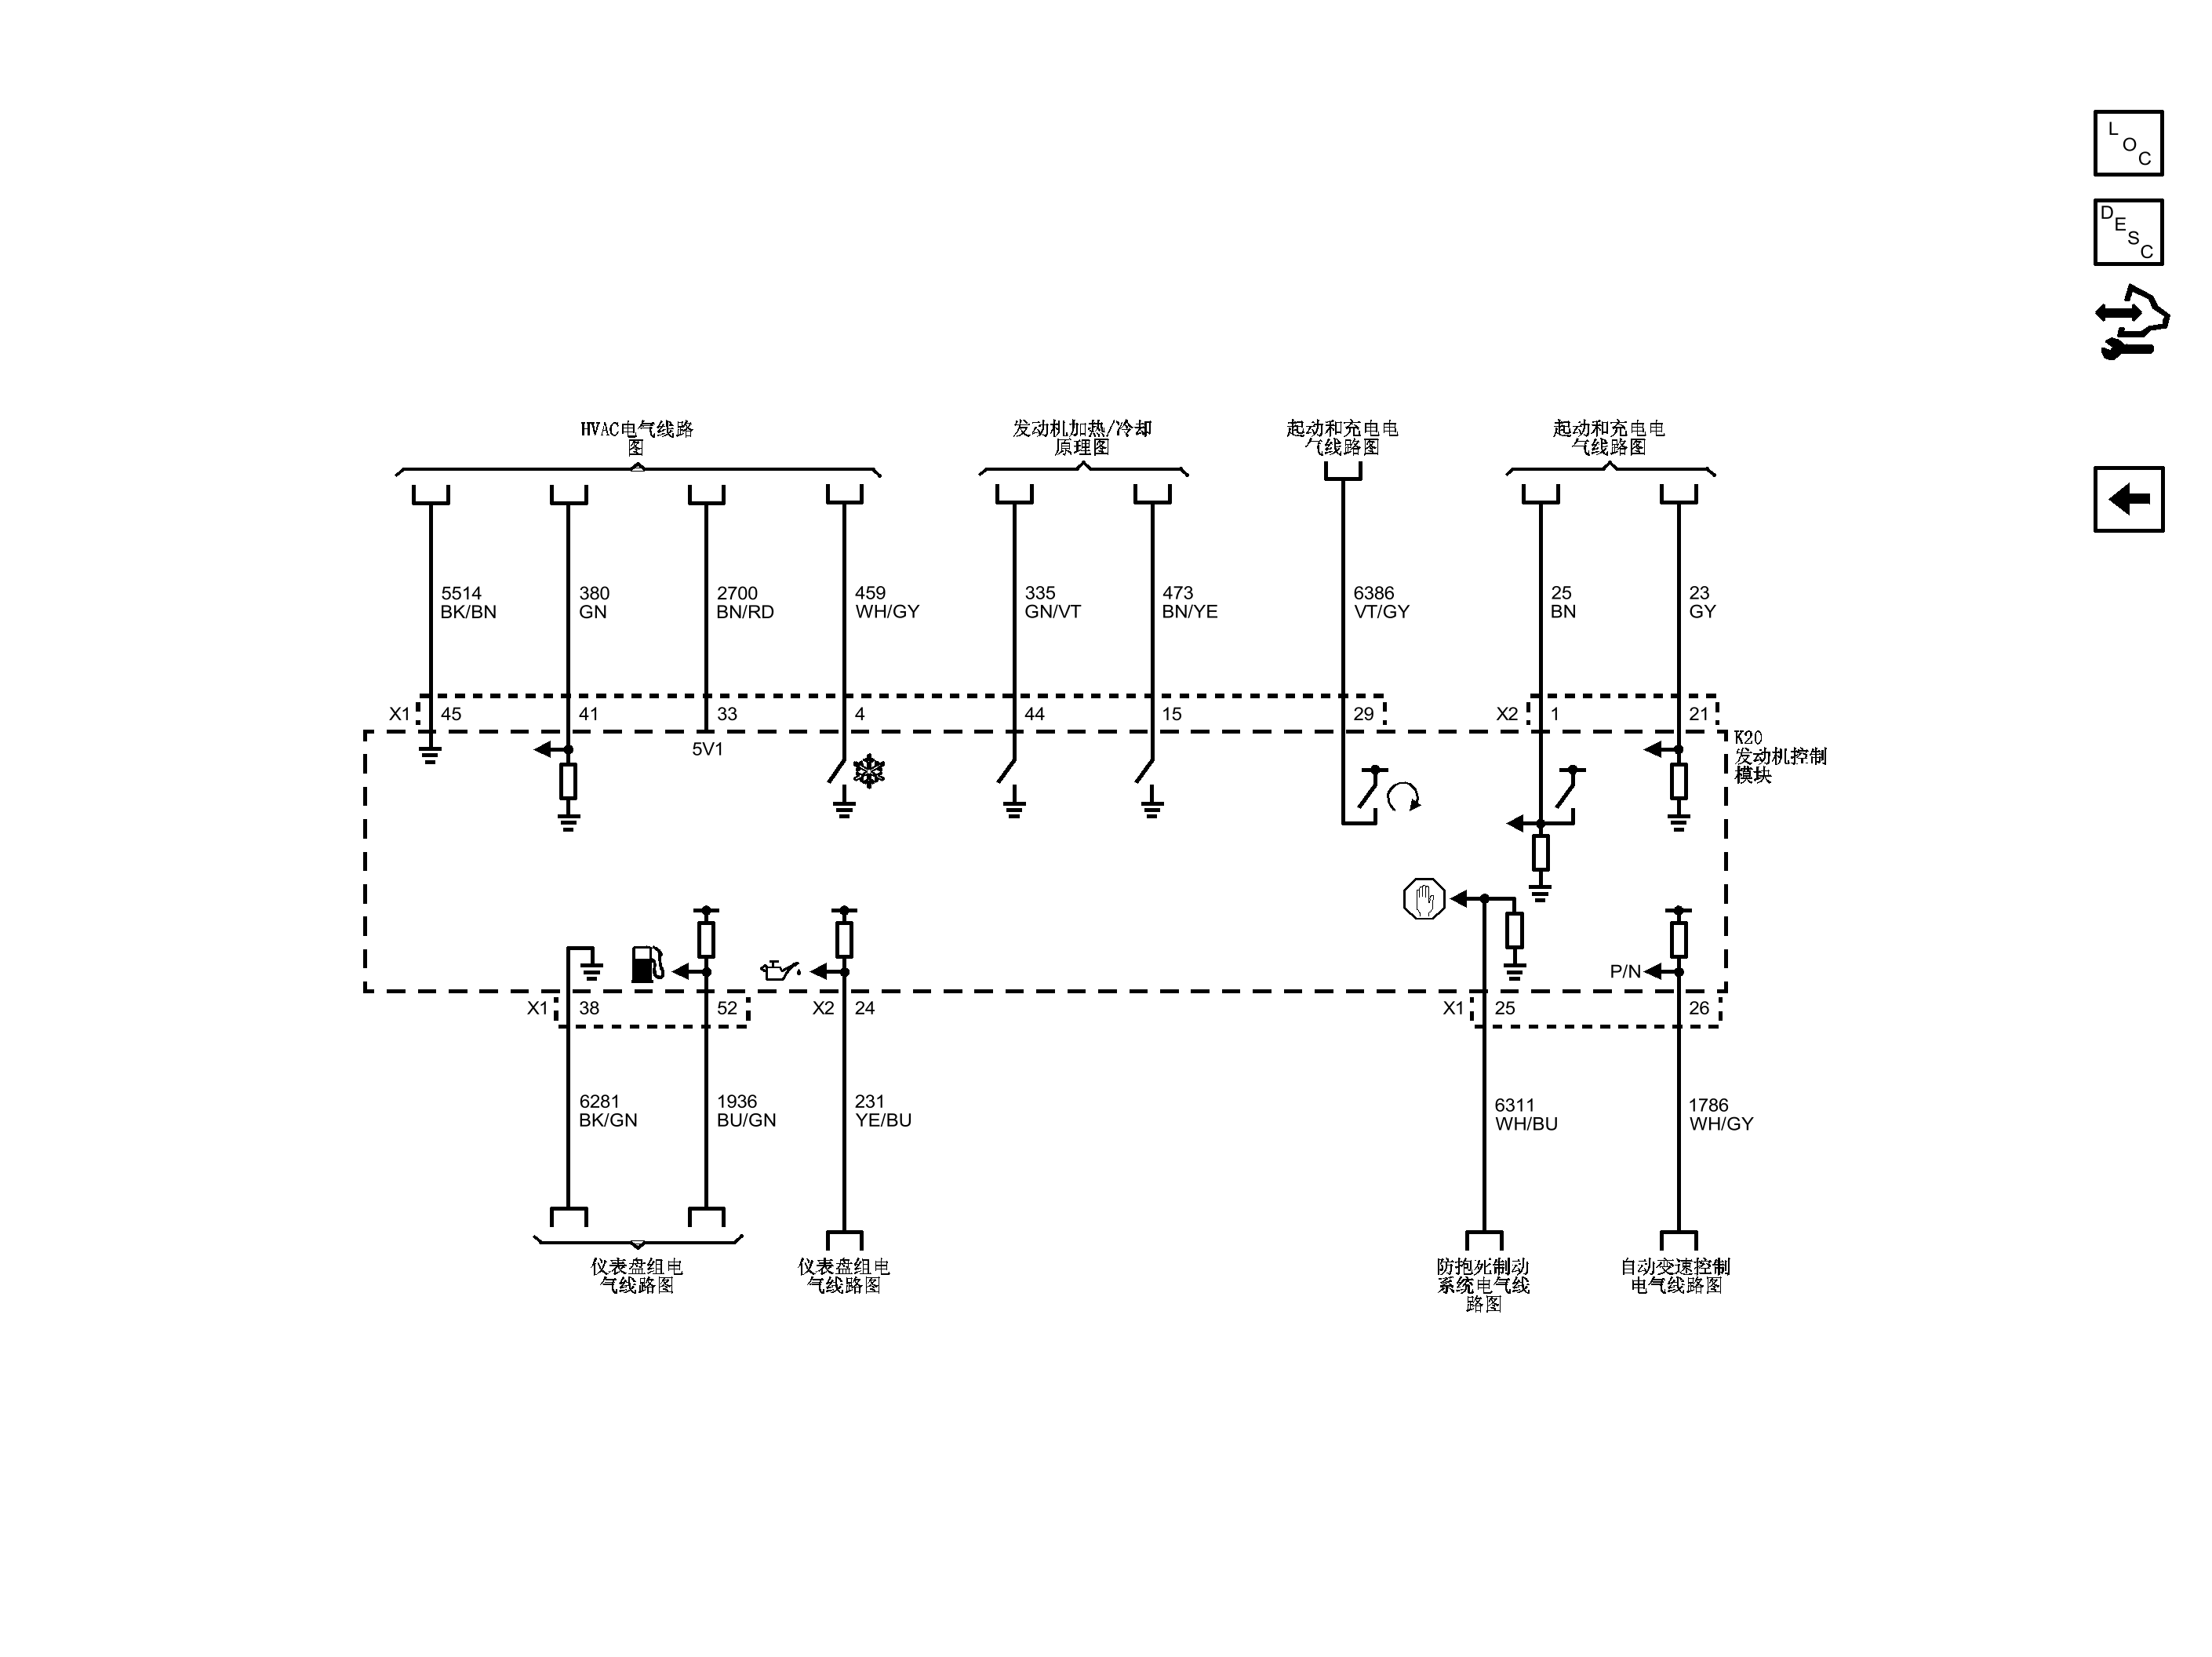 L
O
C
D
E
S
C
HVAC电气线路
图
发动机加热/冷却
原理图
起动和充电电
气线路图
起动和充电电
气线路图
5514
BK/BN
380
GN
2700
BN/RD
459
WH/GY
335
GN/VT
473
BN/YE
6386
VT/GY
25
BN
23
GY
X1 45 41 33 4 44 15 29 X2 1 21
5V1
K20
发动机控制
模块
P/N
X1 38 52 X2 24 X1 25 26
6281
BK/GN
1936
BU/GN
231
YE/BU
6311
WH/BU
1786
WH/GY
仪表盘组电
气线路图
仪表盘组电
气线路图
防抱死制动
系统电气线
路图
自动变速控制
电气线路图